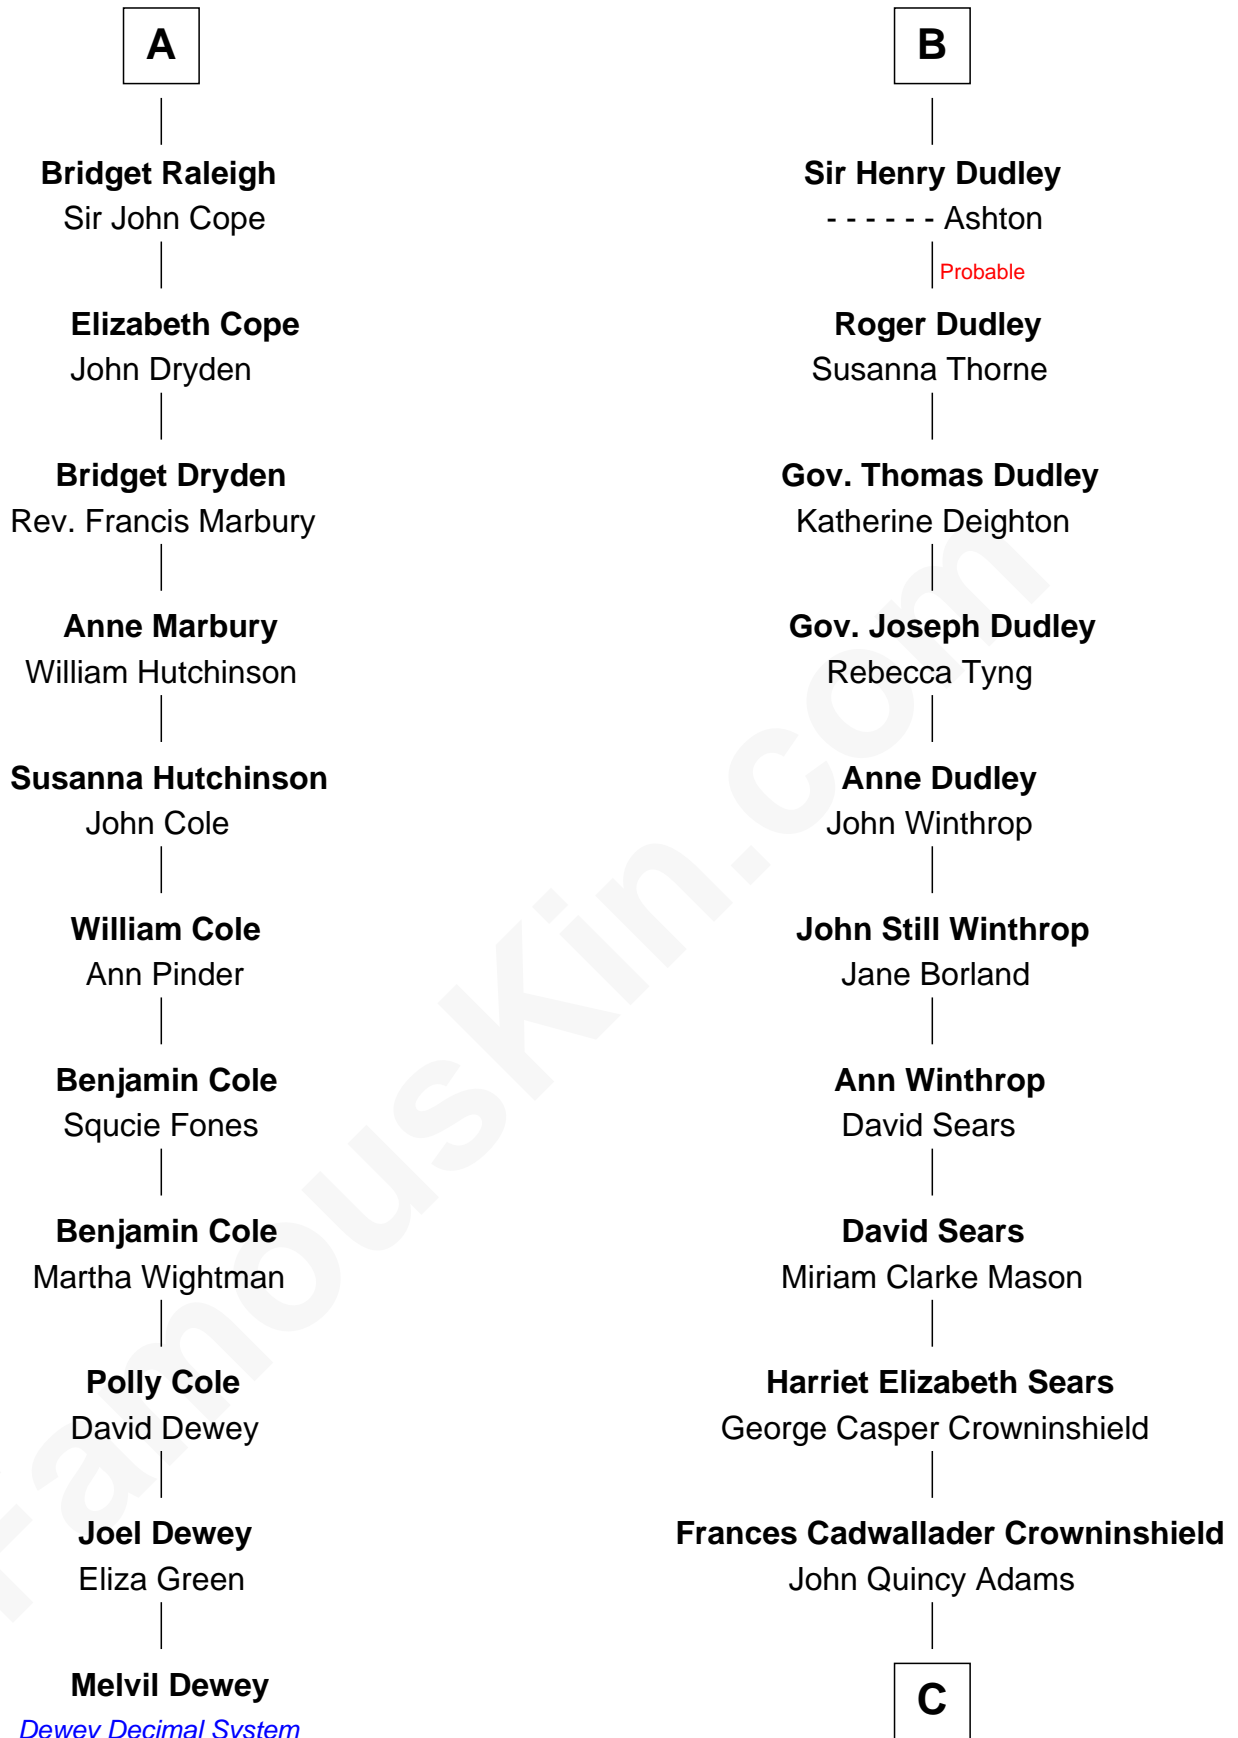 A
Bridget Raleigh
Sir John Cope
Elizabeth Cope
John Dryden
Bridget Dryden
Rev. Francis Marbury
Anne Marbury
William Hutchinson
Susanna Hutchinson
John Cole
William Cole
Ann Pinder
Benjamin Cole
Squcie Fones
Benjamin Cole
Martha Wightman
Polly Cole
David Dewey
Joel Dewey
Eliza Green
Melvil Dewey
Dewey Decimal System
B
Sir Henry Dudley
- - - - - - Ashton
Probable
Roger Dudley
Susanna Thorne
Gov. Thomas Dudley
Katherine Deighton
Gov. Joseph Dudley
Rebecca Tyng
Anne Dudley
John Winthrop
John Still Winthrop
Jane Borland
Ann Winthrop
David Sears
David Sears
Miriam Clarke Mason
Harriet Elizabeth Sears
George Casper Crowninshield
Frances Cadwallader Crowninshield
John Quincy Adams
C
FamousKin.com